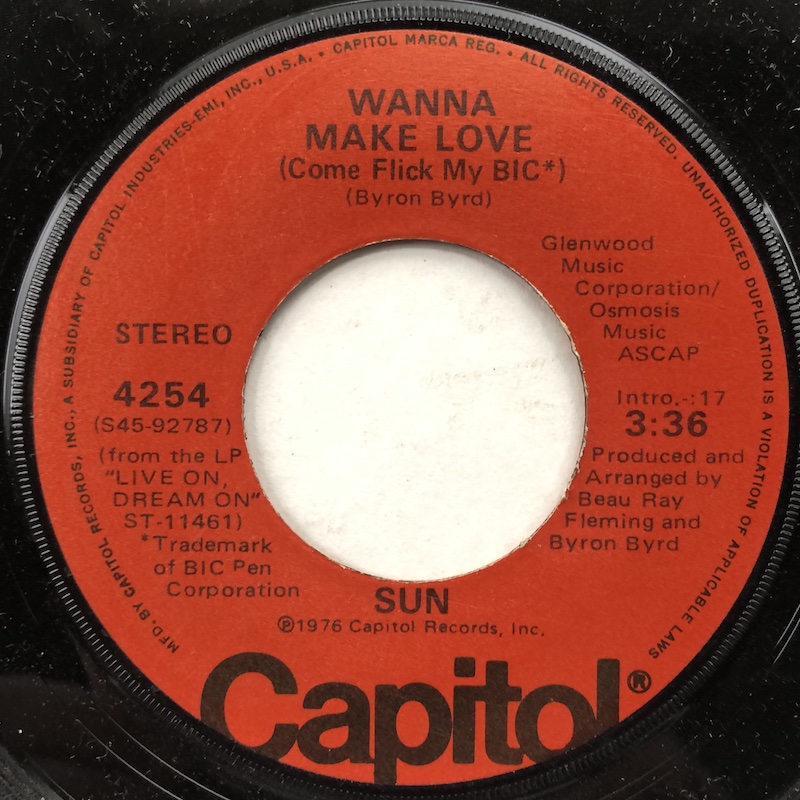 MFD. BY CAPITOL RECORDS, INC., A SUBSIDIARY OF CAPITOL INDUSTRIES-EMI, INC., U.S.A. • CAPITOL MARCA REG. • ALL RIGHTS RESERVED. UNAUTHORIZED DUPLICATION IS A VIOLATION OF APPLICABLE LAWS
WANNA
MAKE LOVE
(Come Flick My BIC*)
(Byron Byrd)
Glenwood
Music
Corporation/
Osmosis
Music
ASCAP
STEREO
4254
(S45-92787)
(from the LP
"LIVE ON,
DREAM ON"
ST-11461)
*Trademark
of BIC Pen
Corporation
Intro.-:17
3:36
Produced and
Arranged by
Beau Ray
Fleming and
Byron Byrd
SUN
℗1976 Capitol Records, Inc.
Capitol®